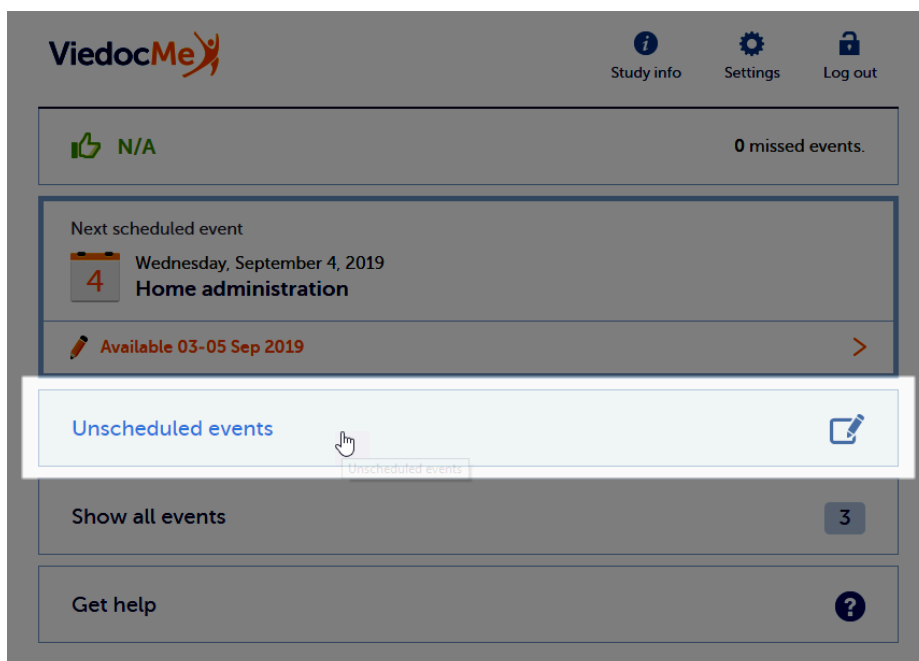 ViedocMe
Study info
Settings
Log out
N/A
0 missed events.
Next scheduled event
4
Wednesday, September 4, 2019
Home administration
Available 03-05 Sep 2019
Unscheduled events
Unscheduled events
Show all events
3
Get help
?